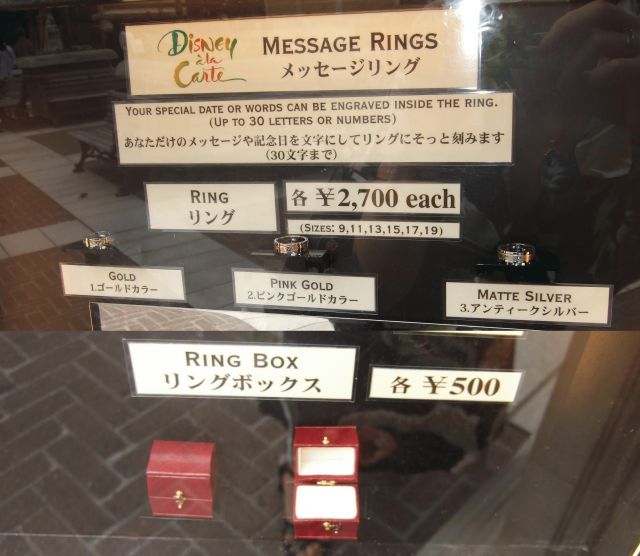 Disney
à la
Carte
MESSAGE RINGS
メッセージリング
YOUR SPECIAL DATE OR WORDS CAN BE ENGRAVED INSIDE THE RING.
(UP TO 30 LETTERS OR NUMBERS)
あなただけのメッセージや記念日を文字にしてリングにそっと刻みます
(30文字まで)
RING
リング
各 ¥2,700 each
(SIZES: 9,11,13,15,17,19)
GOLD
1.ゴールドカラー
PINK GOLD
2.ピンクゴールドカラー
MATTE SILVER
3.アンティークシルバー
RING BOX
リングボックス
各 ¥500